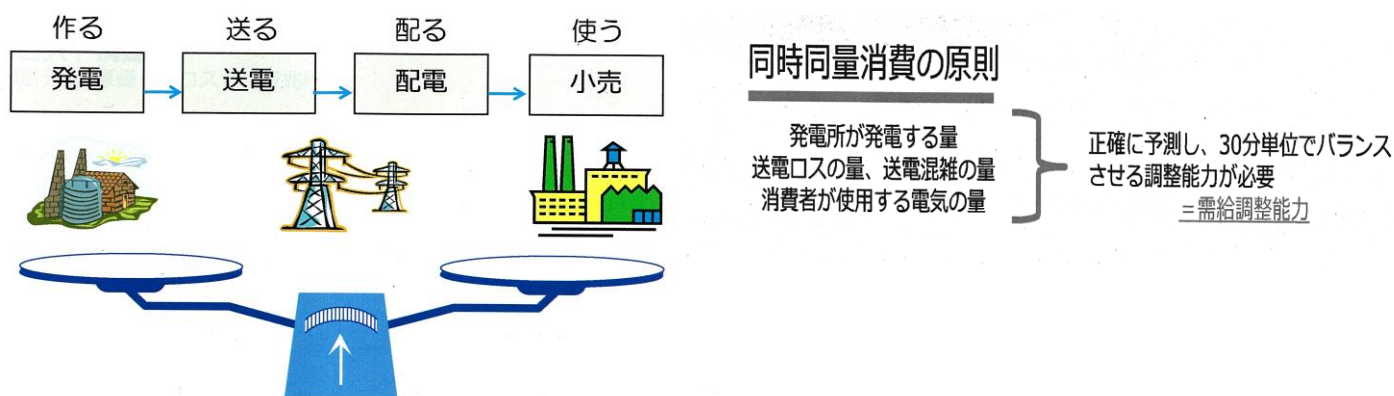 作る 送る 配る 使う
発電 送電 配電 小売
同時同量消費の原則
発電所が発電する量
送電ロスの量、送電混雑の量
消費者が使用する電気の量
正確に予測し、30分単位でバランス
させる調整能力が必要
=需給調整能力